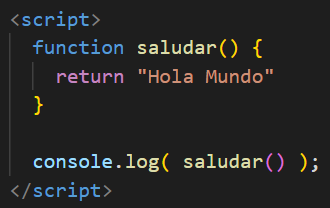 <script>
  function saludar() {
    return "Hola Mundo"
  }

  console.log( saludar() );
</script>